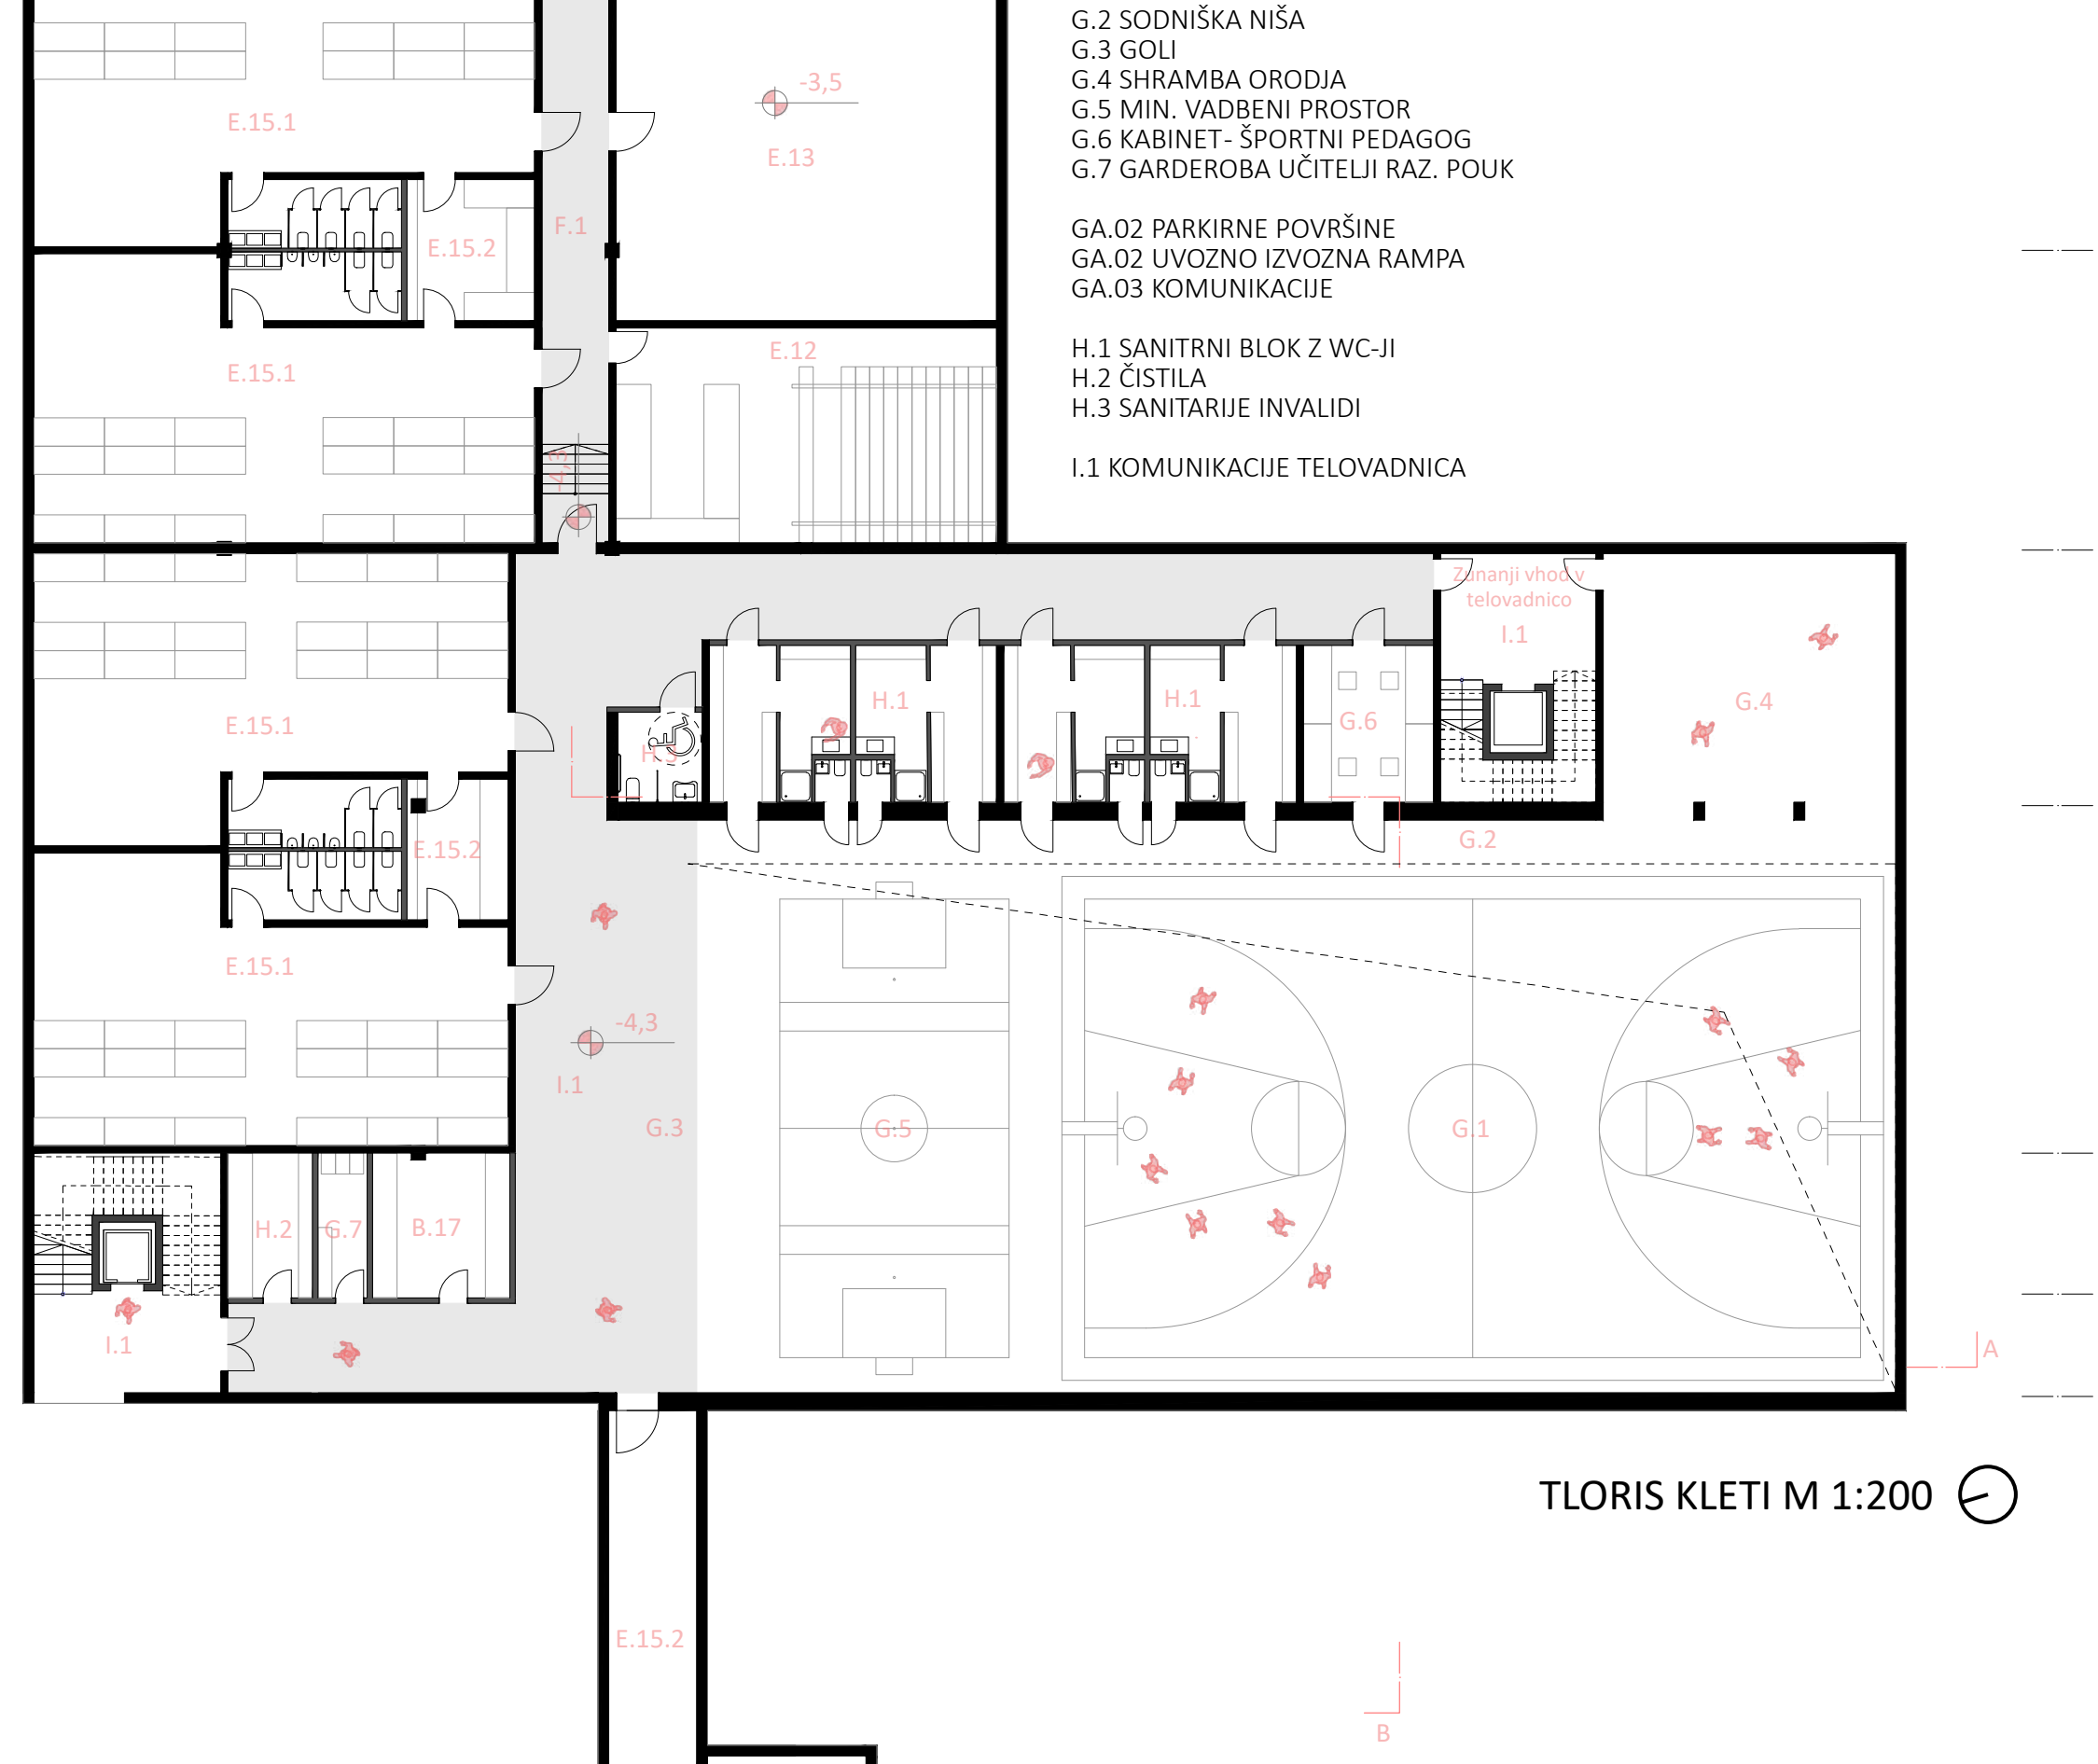 G.2 SODNIŠKA NIŠA
G.3 GOLI
G.4 SHRAMBA ORODJA
G.5 MIN. VADBENI PROSTOR
G.6 KABINET- ŠPORTNI PEDAGOG
G.7 GARDEROBA UČITELJI RAZ. POUK
GA.02 PARKIRNE POVRŠINE
GA.02 UVOZNO IZVOZNA RAMPA
GA.03 KOMUNIKACIJE
H.1 SANITRNI BLOK Z WC-JI
H.2 ČISTILA
H.3 SANITARIJE INVALIDI
I.1 KOMUNIKACIJE TELOVADNICA
-3,5
E.15.1
E.13
F.1
E.15.2
E.12
E.15.1
-4,3
Zunanji vhod v
telovadnico
I.1
H.1
H.1
G.6
G.4
E.15.1
H.3
G.2
E.15.2
E.15.1
-4,3
I.1
G.3
G.5
G.1
H.2
G.7
B.17
I.1
A
TLORIS KLETI M 1:200
E.15.2
B